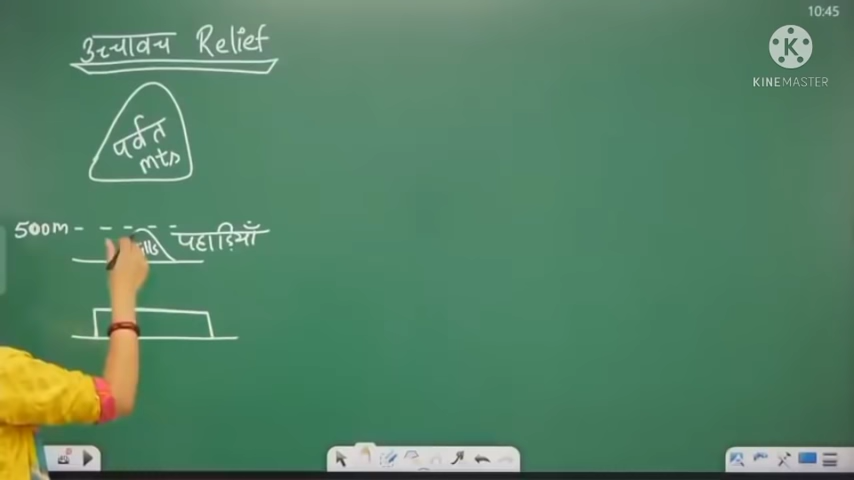 10:45
उच्चावच Relief
K
KINEMASTER
पर्वत
mts
500m
पहाड़ियाँ